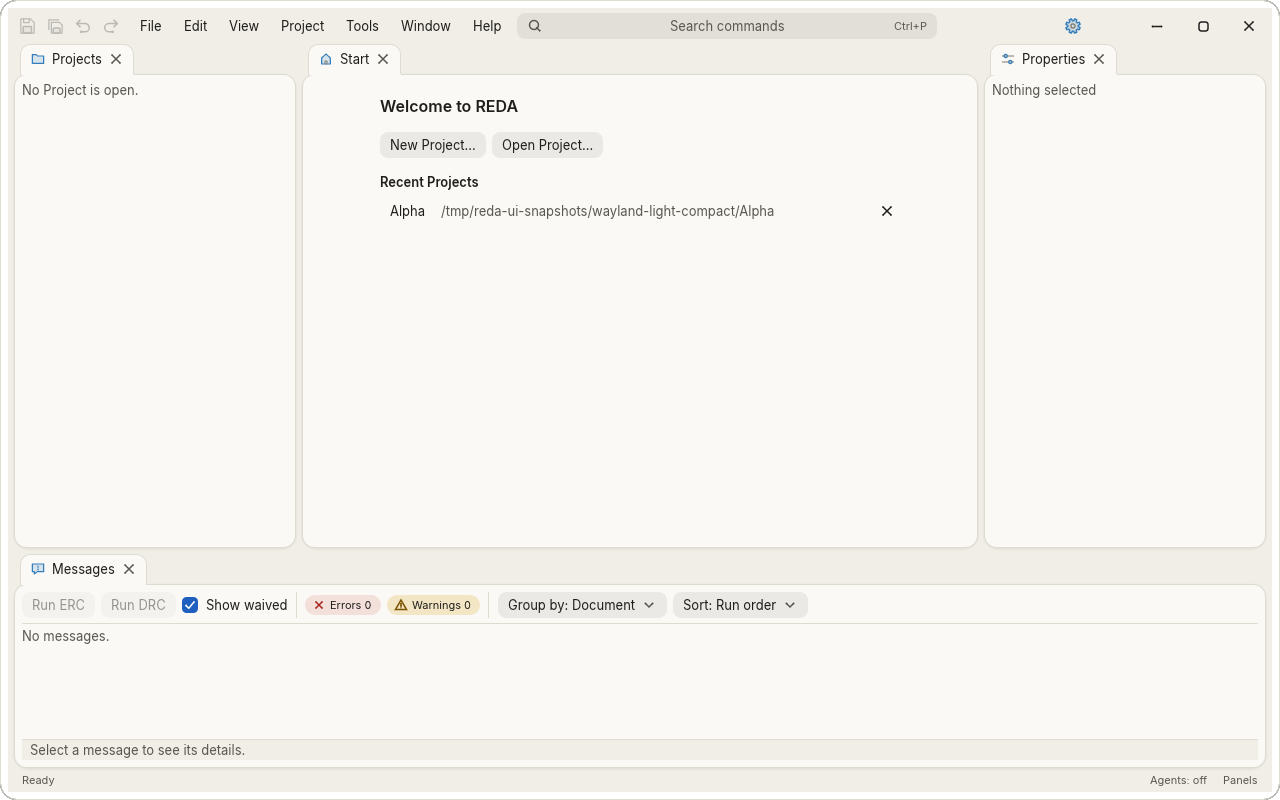 File Edit View Project Tools Window Help Search commands Ctrl+P
Projects
Start
Properties
No Project is open.
Nothing selected
Welcome to REDA
New Project... Open Project...
Recent Projects
Alpha /tmp/reda-ui-snapshots/wayland-light-compact/Alpha
Messages
Run ERC Run DRC Show waived Errors 0 Warnings 0 Group by: Document Sort: Run order
No messages.
Select a message to see its details.
Ready Agents: off Panels